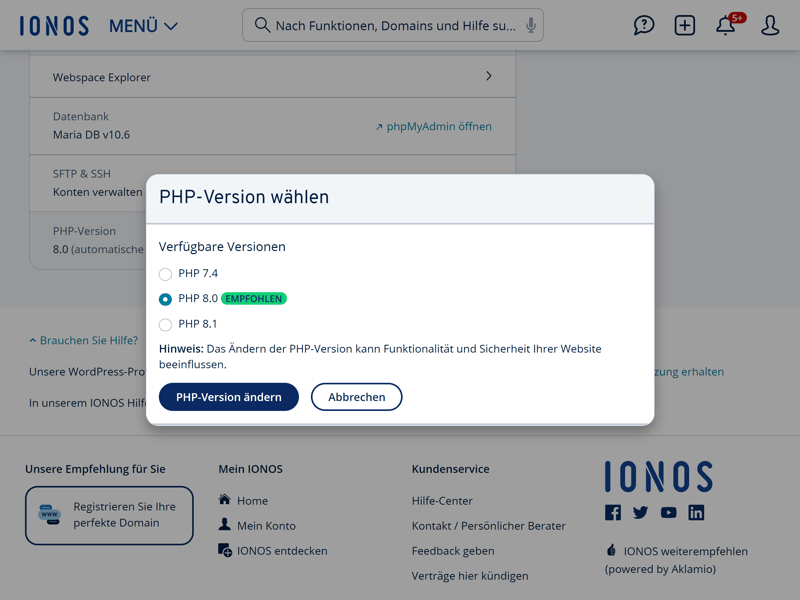 IONOS MENÜ
Nach Funktionen, Domains und Hilfe su...
5+
Webspace Explorer
Datenbank
Maria DB v10.6
phpMyAdmin öffnen
SFTP & SSH
Konten verwalten
PHP-Version
8.0 (automatische
PHP-Version wählen
Verfügbare Versionen
PHP 7.4
PHP 8.0 EMPFOHLEN
PHP 8.1
Hinweis: Das Ändern der PHP-Version kann Funktionalität und Sicherheit Ihrer Website
beeinflussen.
PHP-Version ändern
Abbrechen
Brauchen Sie Hilfe?
Unsere WordPress-Pro
zung erhalten
In unserem IONOS Hilf
Unsere Empfehlung für Sie
WWW
Registrieren Sie Ihre
perfekte Domain
Mein IONOS
Home
Mein Konto
IONOS entdecken
Kundenservice
Hilfe-Center
Kontakt / Persönlicher Berater
Feedback geben
Verträge hier kündigen
IONOS
IONOS weiterempfehlen
(powered by Aklamio)